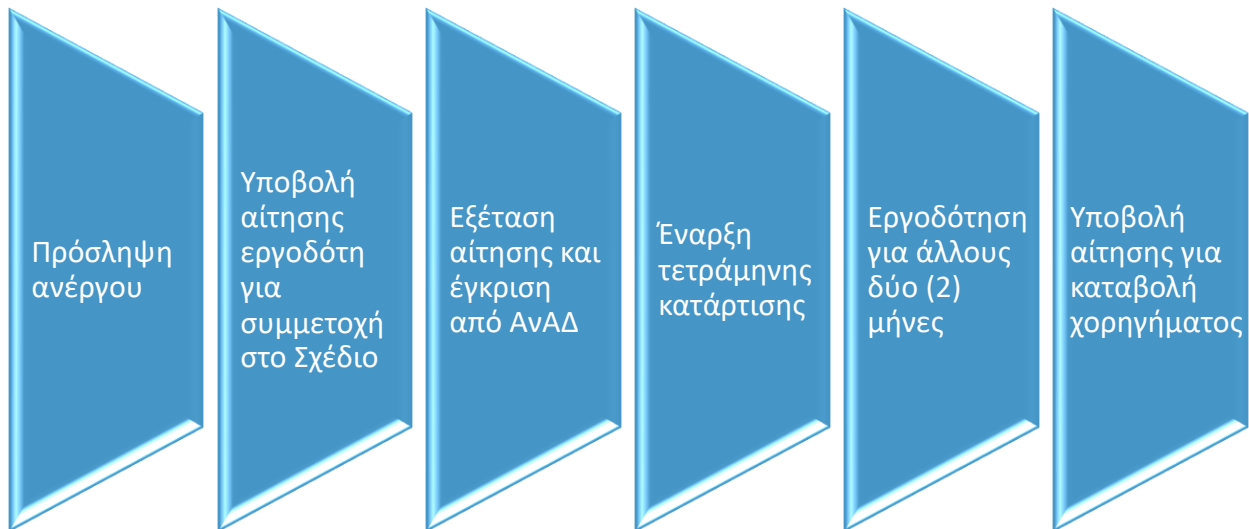 Πρόσληψη
ανέργου
Υποβολή
αίτησης
εργοδότη
για
συμμετοχή
στο Σχέδιο
Εξέταση
αίτησης και
έγκριση
από ΑνΑΔ
Έναρξη
τετράμηνης
κατάρτισης
Εργοδότηση
για άλλους
δύο (2)
μήνες
Υποβολή
αίτησης για
καταβολή
χορηγήματος